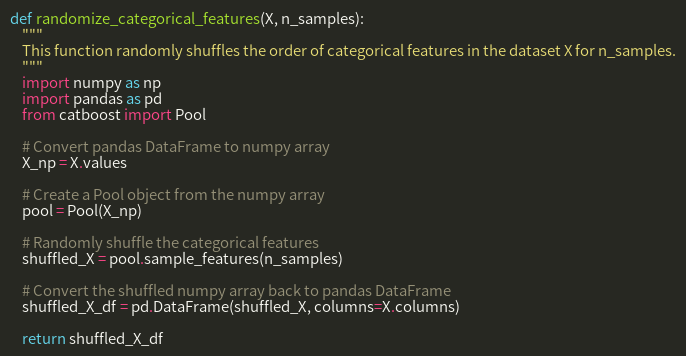 def randomize_categorical_features(X, n_samples):
    """
    This function randomly shuffles the order of categorical features in the dataset X for n_samples.
    """
    import numpy as np
    import pandas as pd
    from catboost import Pool

    # Convert pandas DataFrame to numpy array
    X_np = X.values

    # Create a Pool object from the numpy array
    pool = Pool(X_np)

    # Randomly shuffle the categorical features
    shuffled_X = pool.sample_features(n_samples)

    # Convert the shuffled numpy array back to pandas DataFrame
    shuffled_X_df = pd.DataFrame(shuffled_X, columns=X.columns)

    return shuffled_X_df